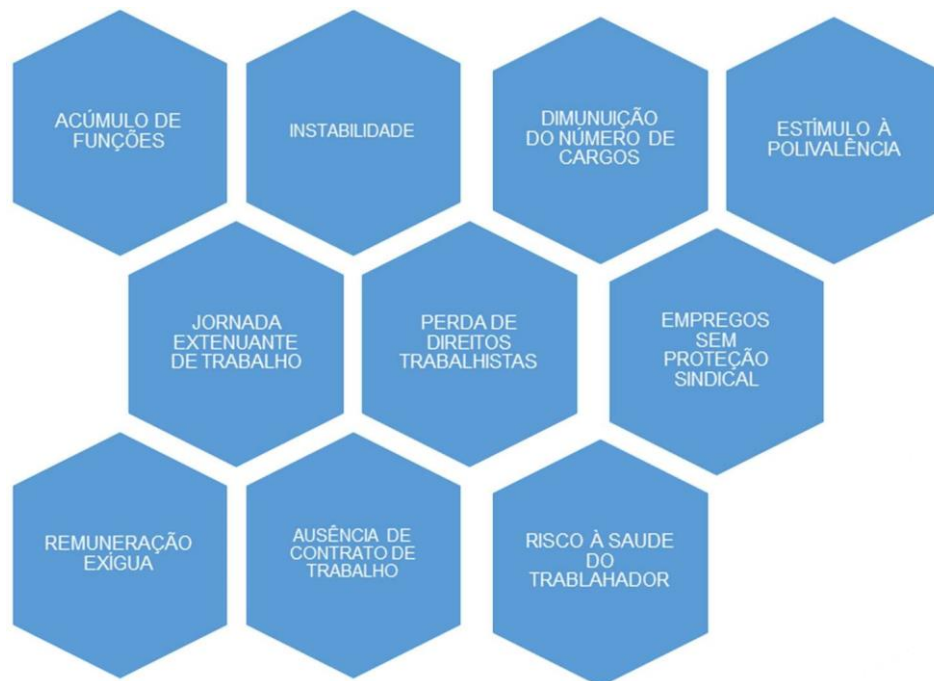 ACÚMULO DE
FUNÇÕES
INSTABILIDADE
DIMUNUIÇÃO
DO NÚMERO DE
CARGOS
ESTÍMULO À
POLIVALÊNCIA
JORNADA
EXTENUANTE
DE TRABALHO
PERDA DE
DIREITOS
TRABALHISTAS
EMPREGOS
SEM
PROTEÇÃO
SINDICAL
REMUNERAÇÃO
EXÍGUA
AUSÊNCIA DE
CONTRATO DE
TRABALHO
RISCO À SAUDE
DO
TRABLAHADOR